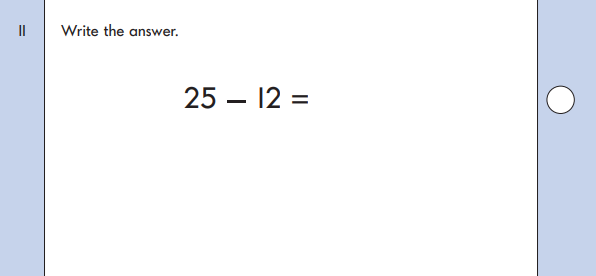 11
Write the answer.
25 – 12 =